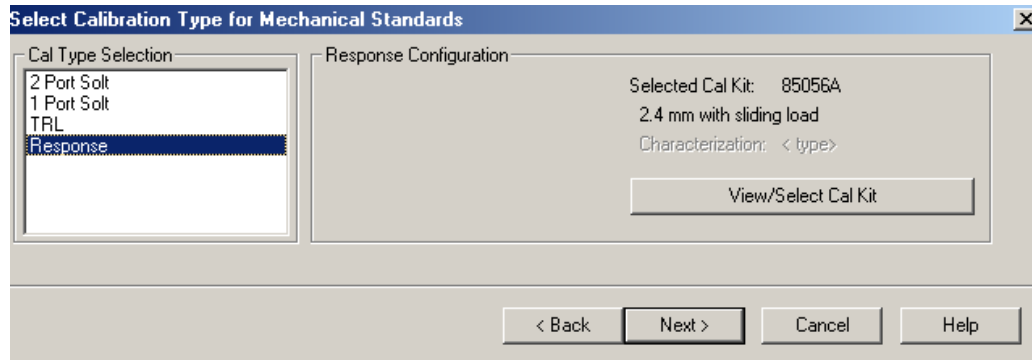 Select Calibration Type for Mechanical Standards
Cal Type Selection
2 Port Solt
1 Port Solt
TRL
Response
Response Configuration
Selected Cal Kit: 85056A
2.4 mm with sliding load
Characterization: < type>
View/Select Cal Kit
< Back
Next >
Cancel
Help